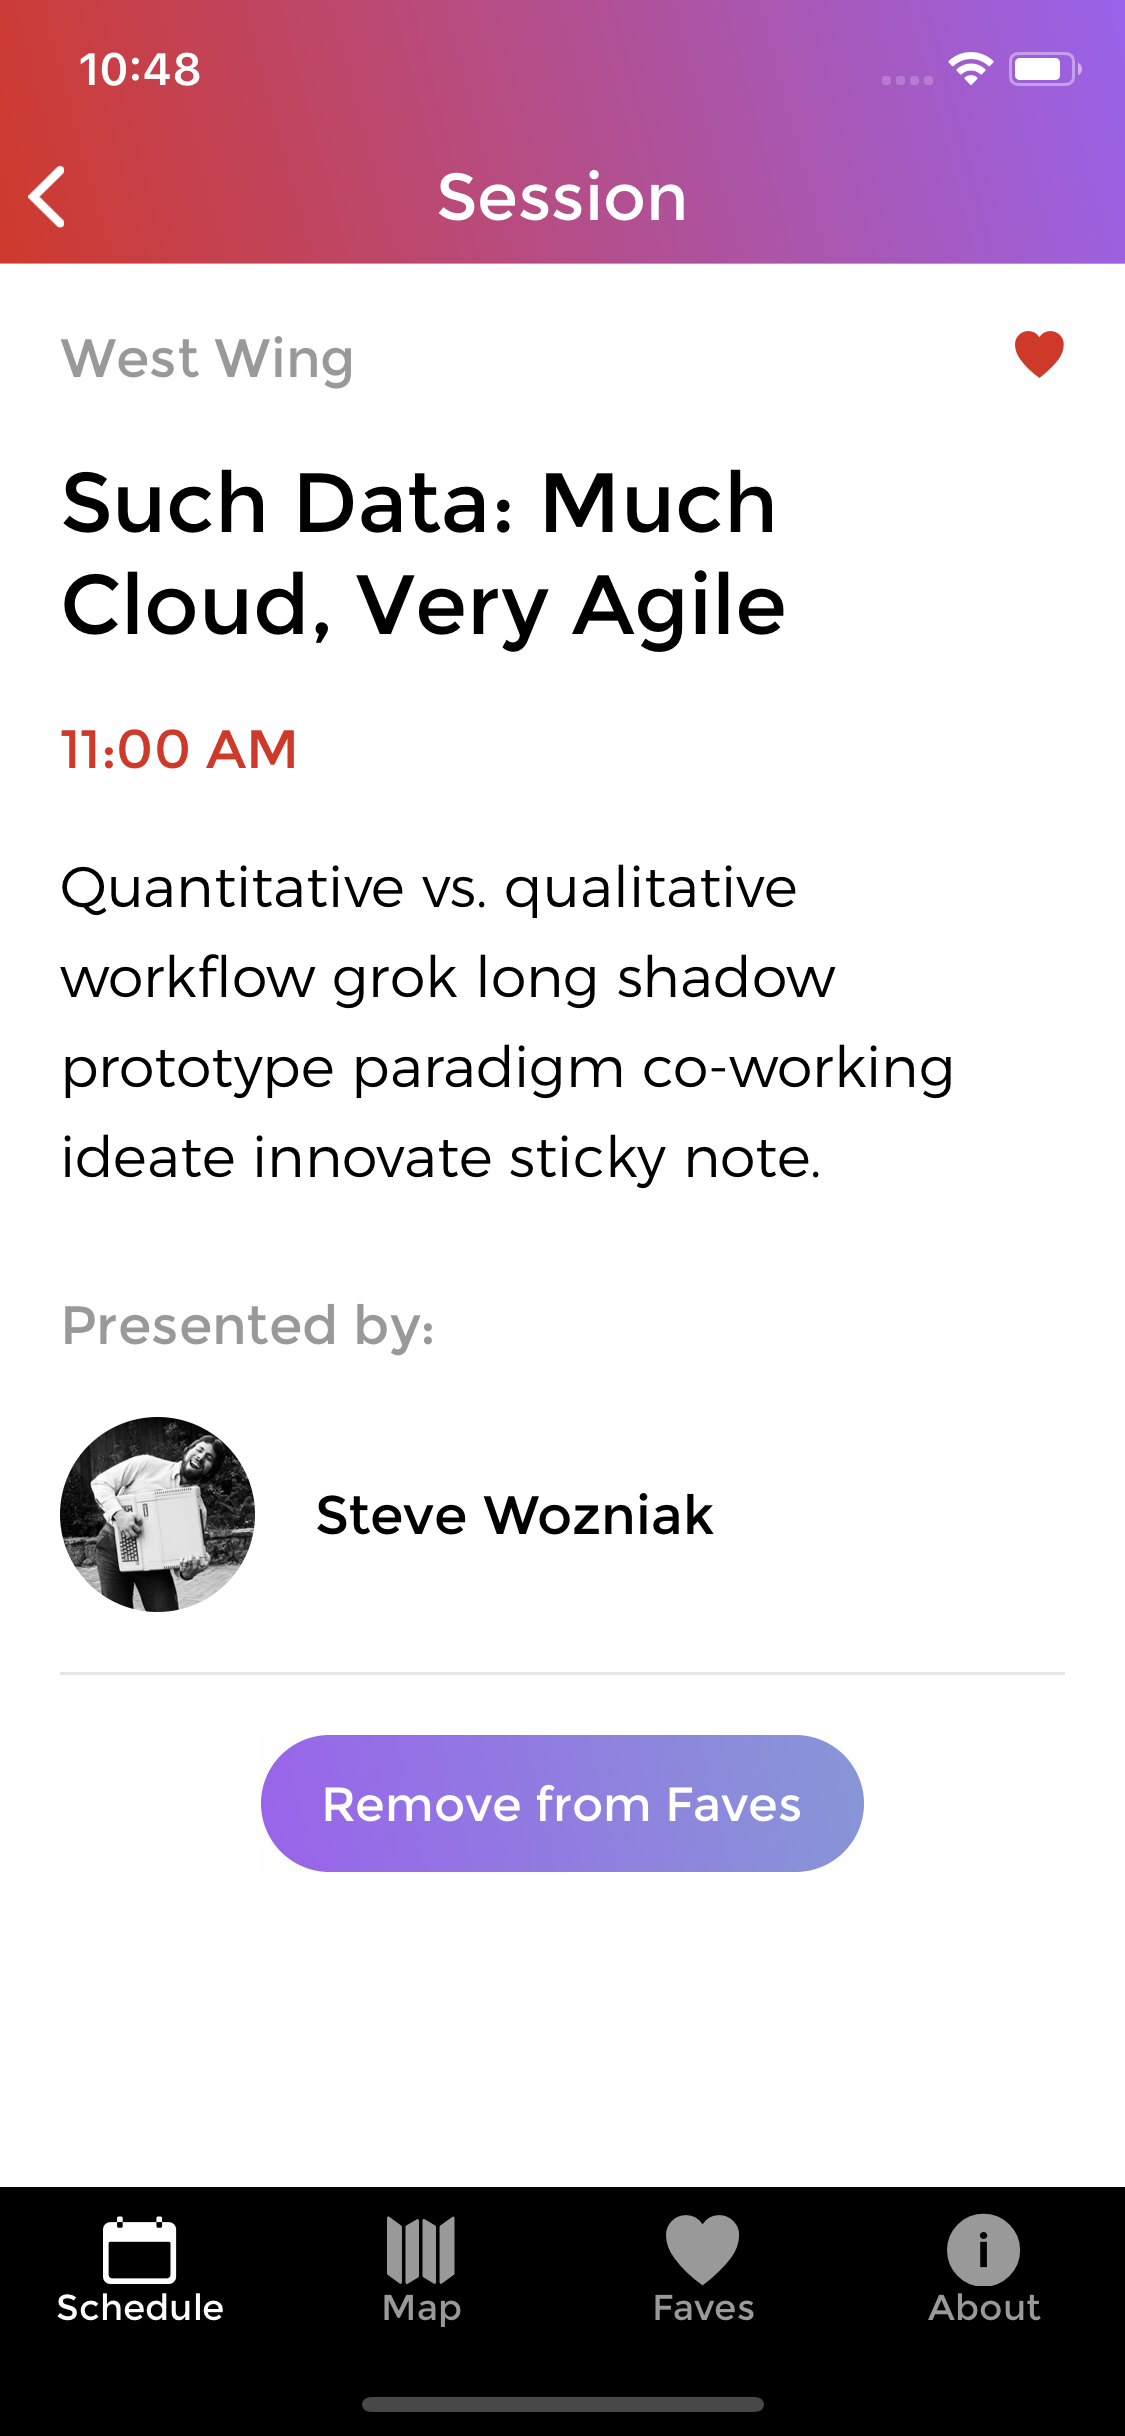 10:48
Session
West Wing
Such Data: Much
Cloud, Very Agile
11:00 AM
Quantitative vs. qualitative
workflow grok long shadow
prototype paradigm co-working
ideate innovate sticky note.
Presented by:
Steve Wozniak
Remove from Faves
Schedule
Map
Faves
About